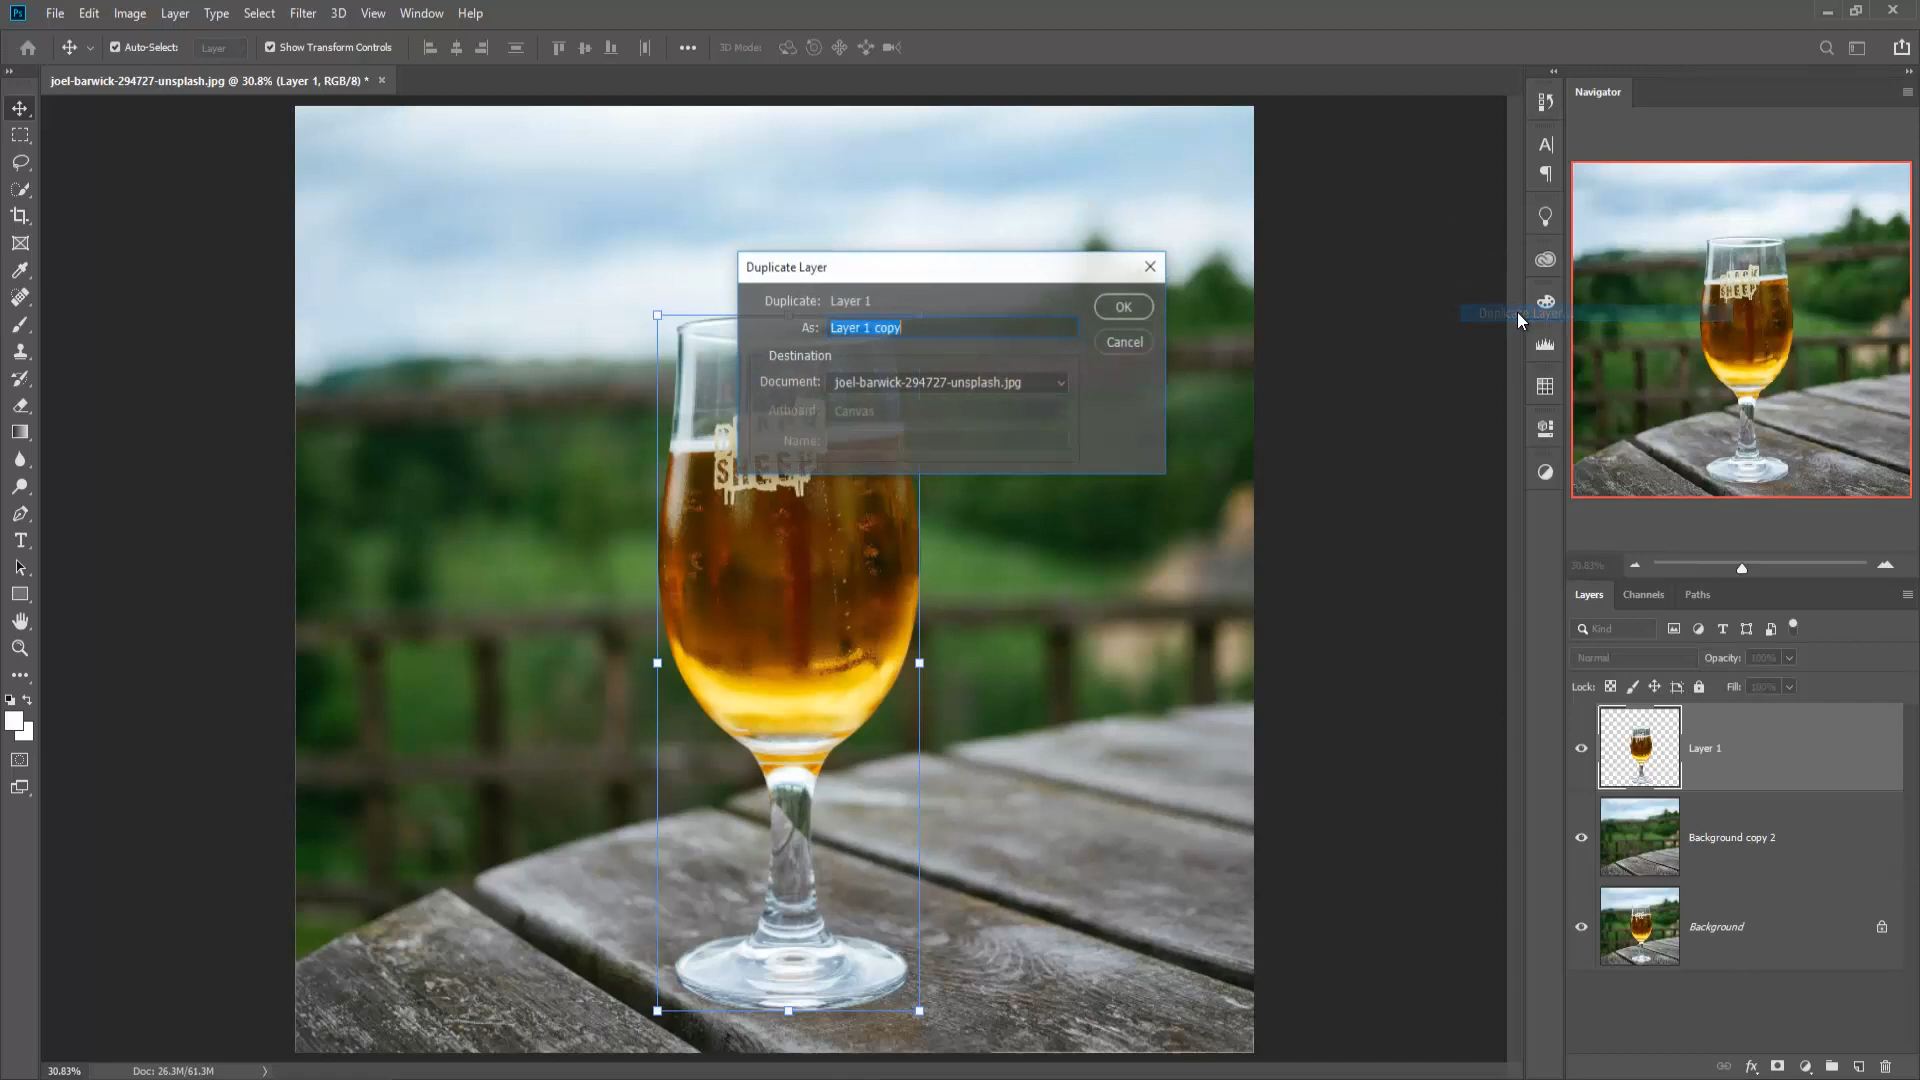 Ps File Edit Image Layer Type Select Filter 3D View Window Help
Auto-Select: Layer Show Transform Controls 3D Mode:
joel-barwick-294727-unsplash.jpg @ 30.8% (Layer 1, RGB/8) *
Navigator
Duplicate Layer
Duplicate: Layer 1
OK
As: Layer 1 copy
Cancel
Destination
Document: joel-barwick-294727-unsplash.jpg
Artboard: Canvas
Name:
Duplicate Layer...
SHEEP
SHEEP
30.83%
Layers Channels Paths
Kind
Normal Opacity: 100%
Lock: Fill: 100%
Layer 1
Background copy 2
Background
30.83% Doc: 26.3M/61.3M